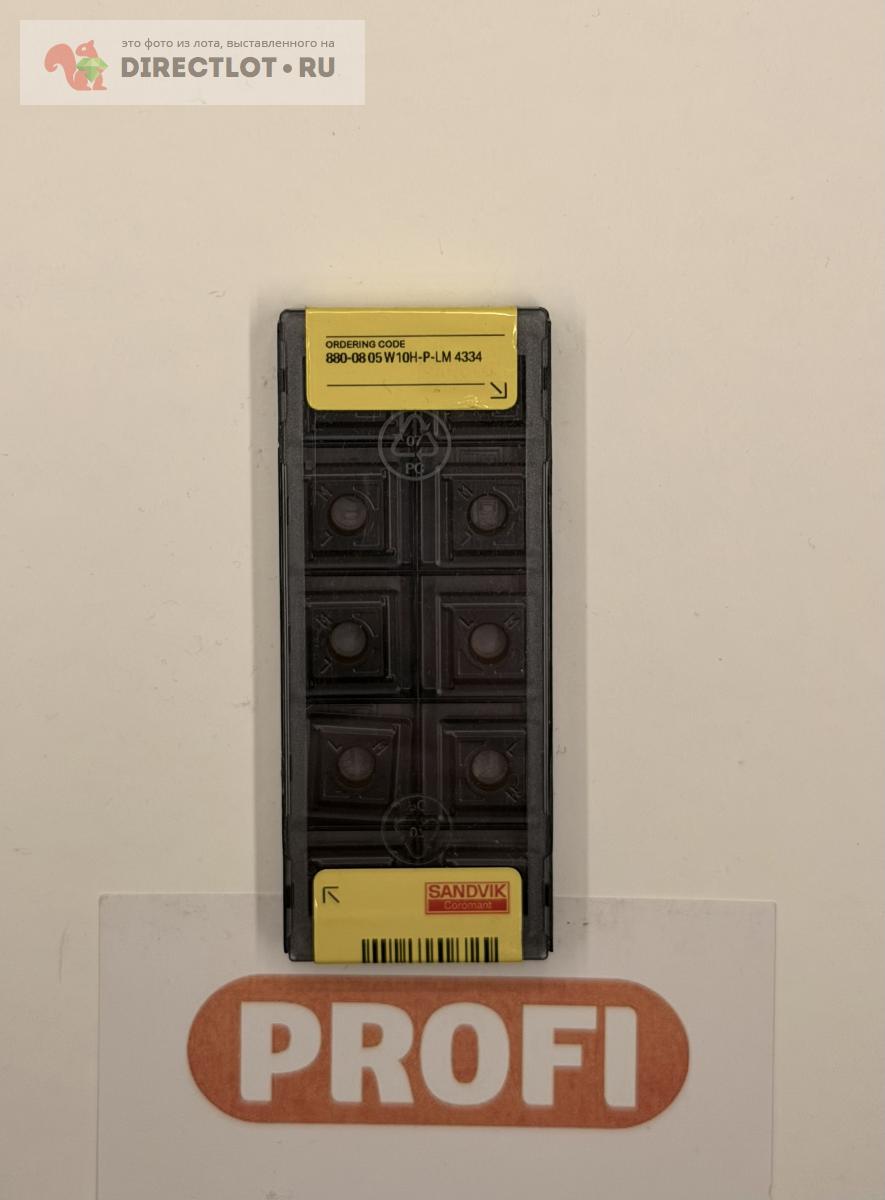 это фото из лота, выставленного на
DIRECTLOT•RU
ORDERING CODE
880-08 05 W10H-P-LM 4334
07
PC
SANDVIK
Coromant
PROFI